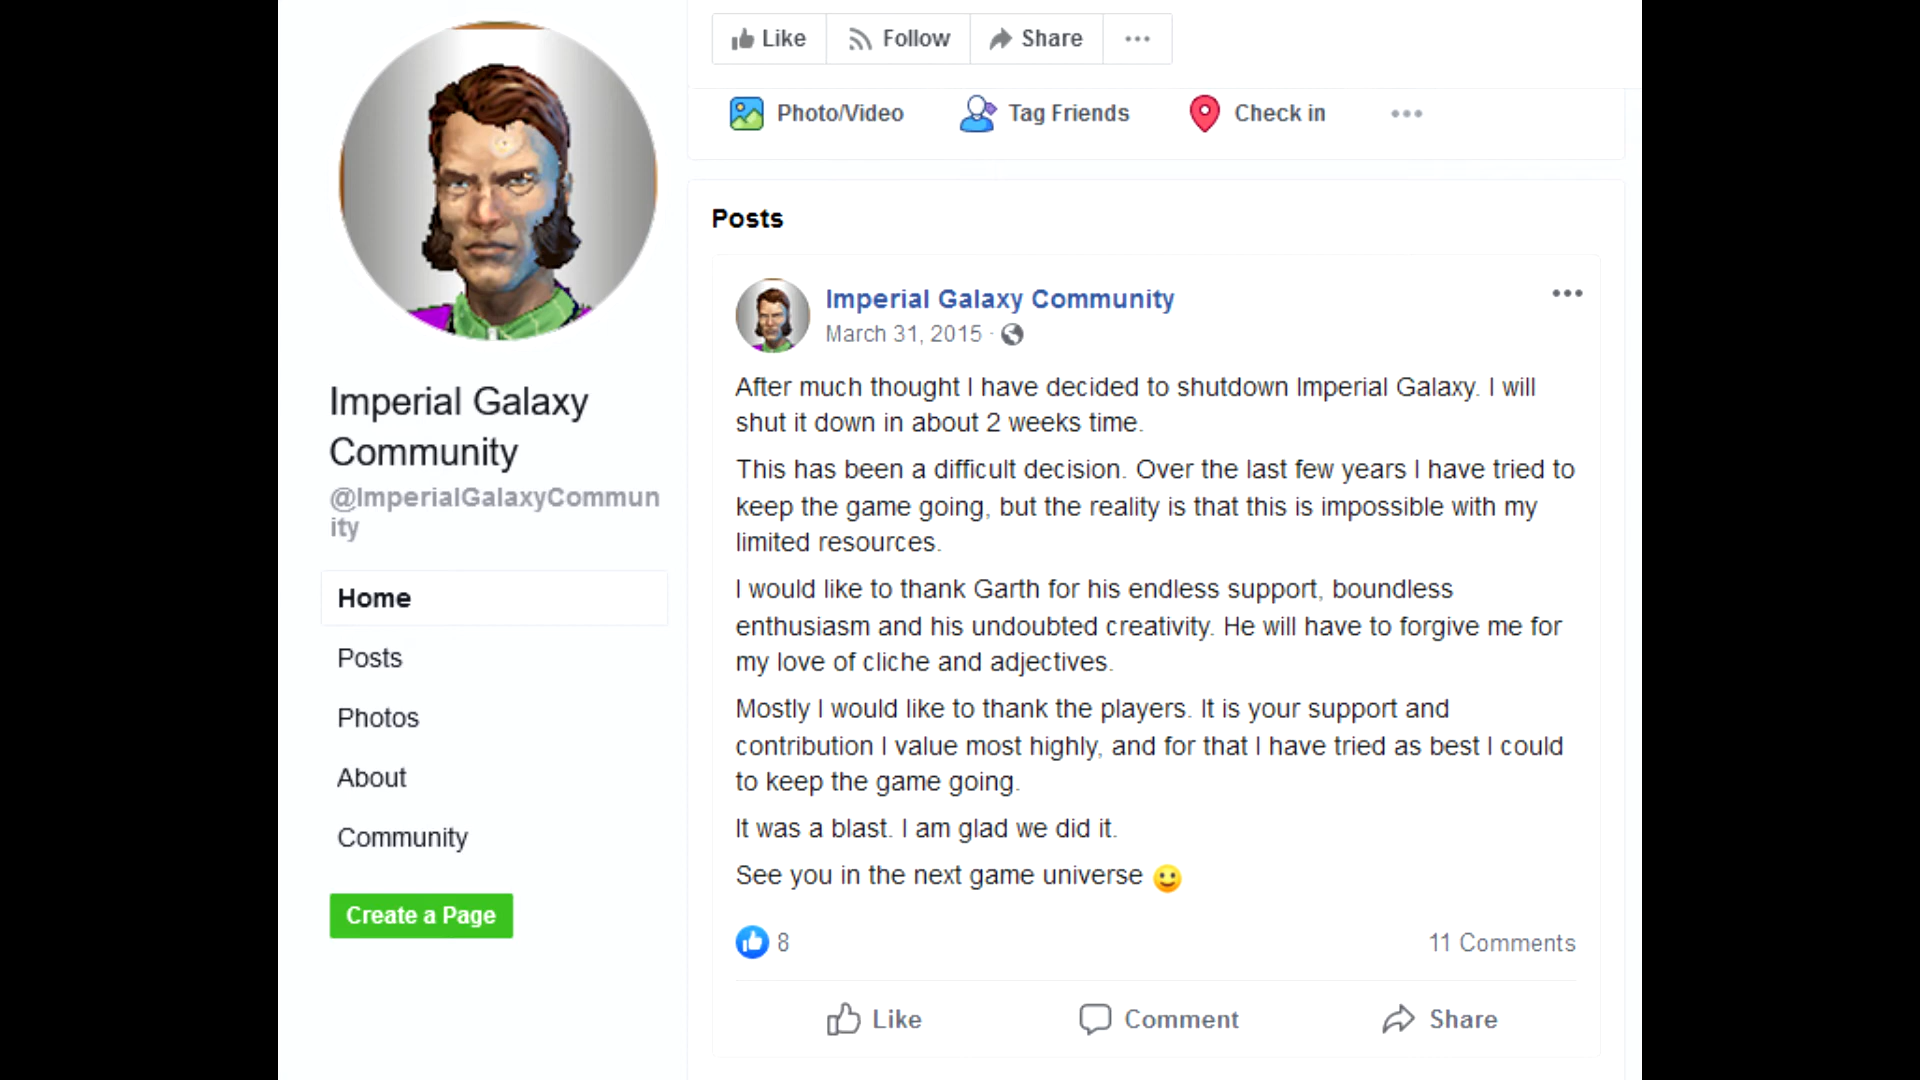 Like
Follow
Share
Photo/Video
Tag Friends
Check in
Imperial Galaxy
Community
@ImperialGalaxyCommun
ity
Home
Posts
Photos
About
Community
Create a Page
Posts
Imperial Galaxy Community
March 31, 2015 ·
After much thought I have decided to shutdown Imperial Galaxy. I will
shut it down in about 2 weeks time.
This has been a difficult decision. Over the last few years I have tried to
keep the game going, but the reality is that this is impossible with my
limited resources.
I would like to thank Garth for his endless support, boundless
enthusiasm and his undoubted creativity. He will have to forgive me for
my love of cliche and adjectives.
Mostly I would like to thank the players. It is your support and
contribution I value most highly, and for that I have tried as best I could
to keep the game going.
It was a blast. I am glad we did it.
See you in the next game universe 🙂
8
11 Comments
Like
Comment
Share